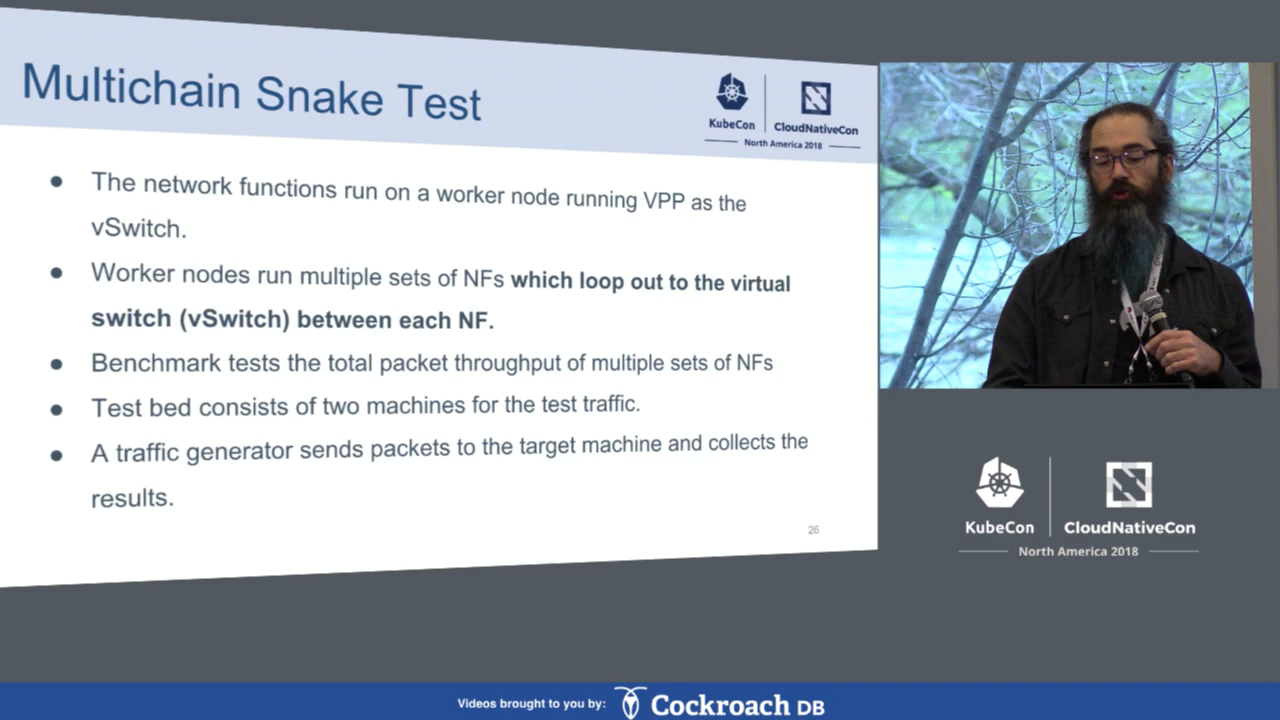 Multichain Snake Test
KubeCon
CloudNativeCon
North America 2018
● The network functions run on a worker node running VPP as the
vSwitch.
● Worker nodes run multiple sets of NFs which loop out to the virtual
switch (vSwitch) between each NF.
● Benchmark tests the total packet throughput of multiple sets of NFs
● Test bed consists of two machines for the test traffic.
● A traffic generator sends packets to the target machine and collects the
results.
26
KubeCon
CloudNativeCon
North America 2018
Videos brought to you by: Cockroach DB